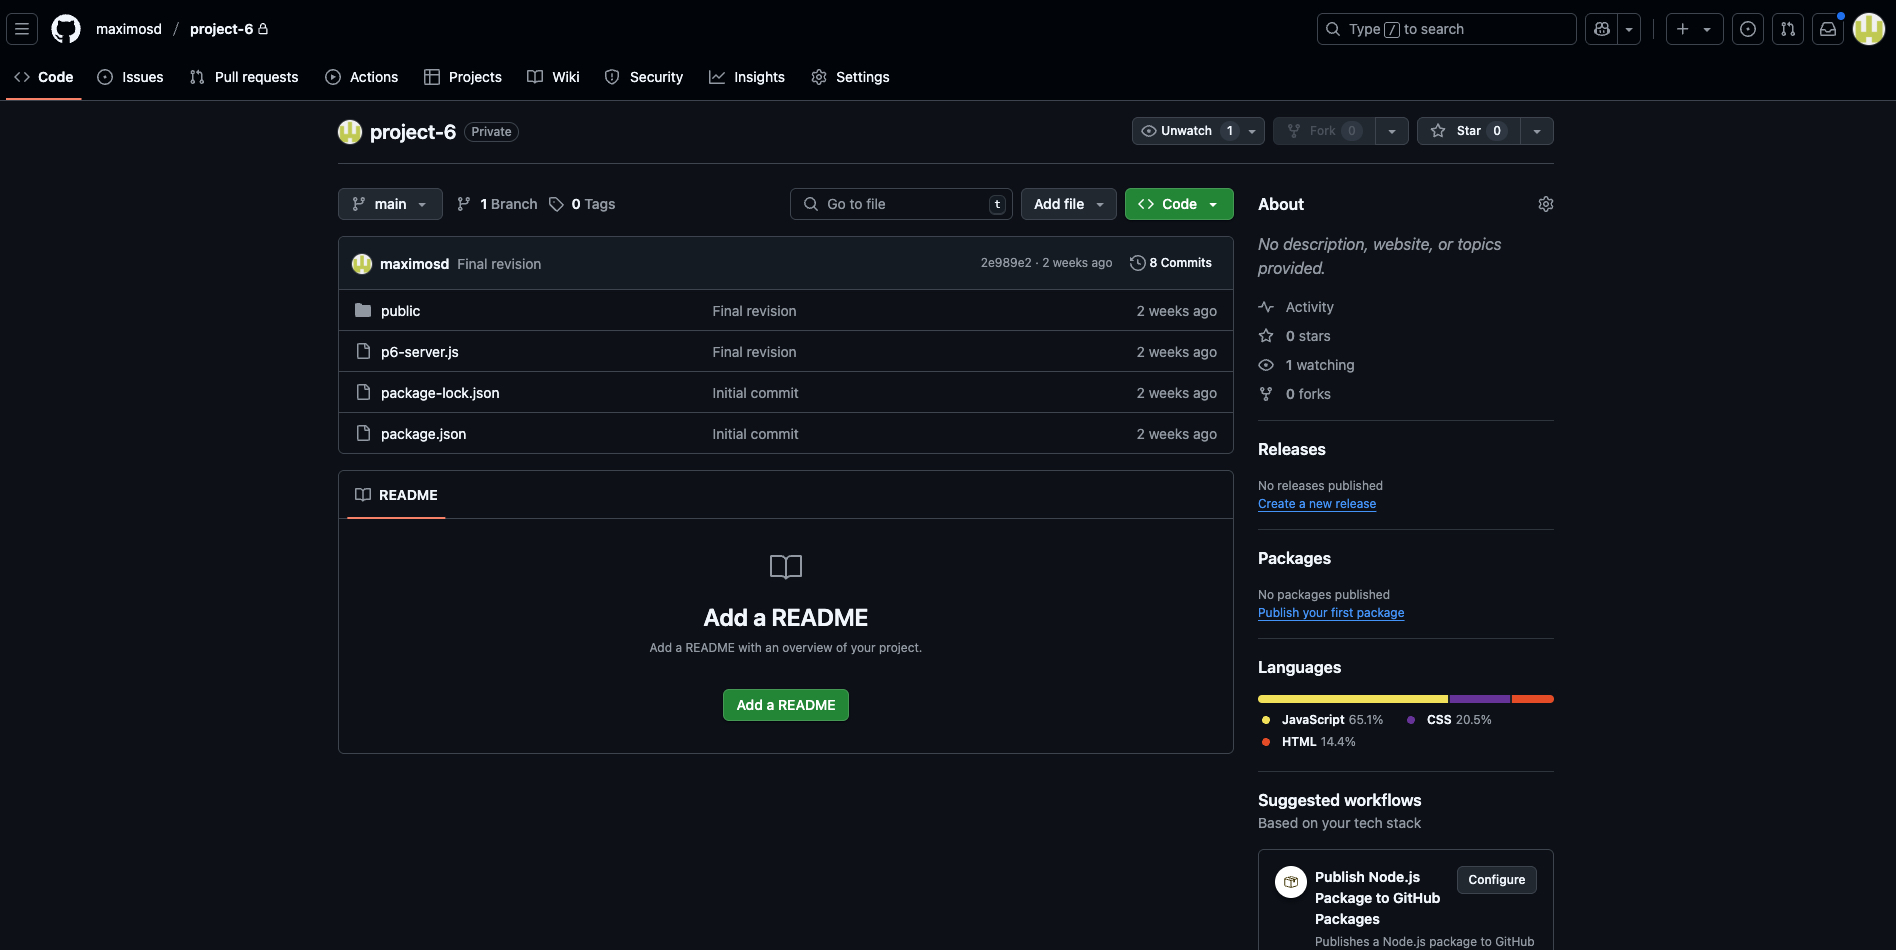 maximosd / project-6
Type / to search
Code
Issues
Pull requests
Actions
Projects
Wiki
Security
Insights
Settings
project-6 Private
Unwatch 1
Fork 0
Star 0
main
1 Branch
0 Tags
Go to file t
Add file
Code
maximosd Final revision 2e989e2 · 2 weeks ago 8 Commits
public Final revision 2 weeks ago
p6-server.js Final revision 2 weeks ago
package-lock.json Initial commit 2 weeks ago
package.json Initial commit 2 weeks ago
README
Add a README
Add a README with an overview of your project.
Add a README
About
No description, website, or topics
provided.
Activity
0 stars
1 watching
0 forks
Releases
No releases published
Create a new release
Packages
No packages published
Publish your first package
Languages
JavaScript 65.1% CSS 20.5%
HTML 14.4%
Suggested workflows
Based on your tech stack
Publish Node.js
Package to GitHub
Packages
Configure
Publishes a Node.js package to GitHub